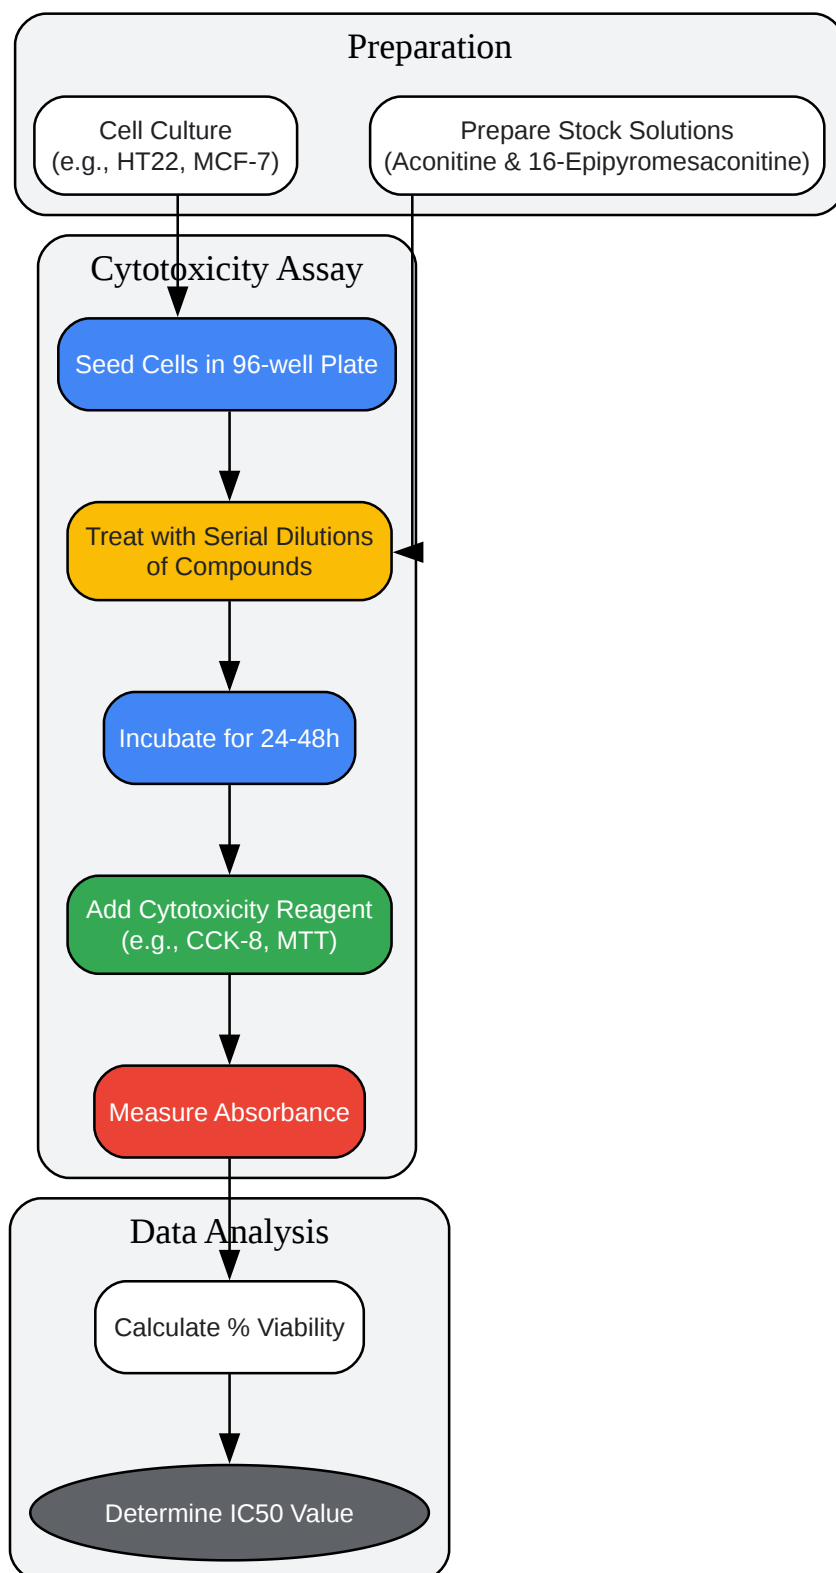 Preparation
Cell Culture
(e.g., HT22, MCF-7)
Prepare Stock Solutions
(Aconitine & 16-Epipyromesaconitine)
Cytotoxicity Assay
Seed Cells in 96-well Plate
Treat with Serial Dilutions
of Compounds
Incubate for 24-48h
Add Cytotoxicity Reagent
(e.g., CCK-8, MTT)
Measure Absorbance
Data Analysis
Calculate % Viability
Determine IC50 Value